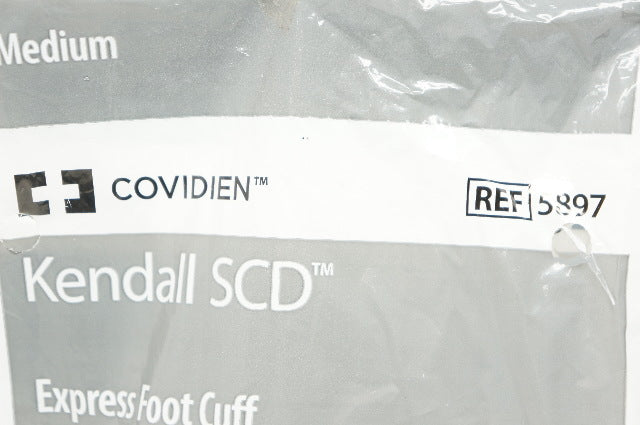 Medium
COVIDIEN™
REF 5897
Kendall SCD™
Express Foot Cuff